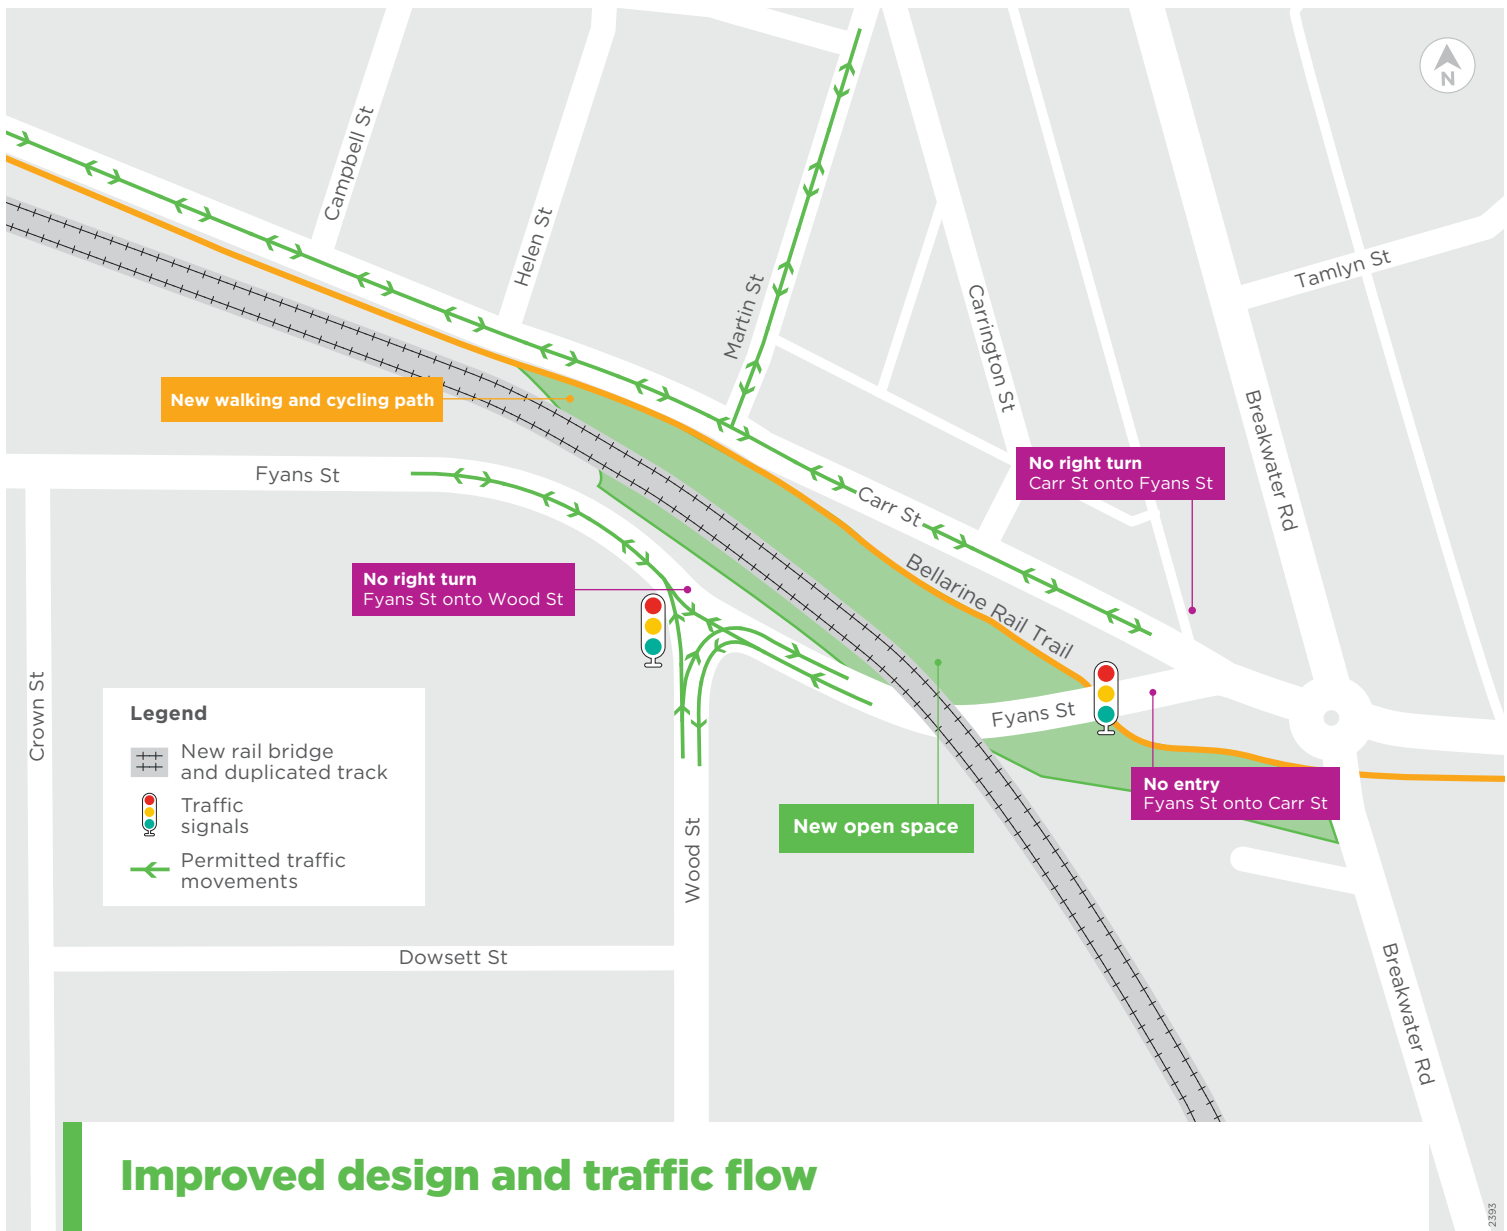 N
Campbell St
Helen St
Martin St
Carrington St
Tamlyn St
Breakwater Rd
New walking and cycling path
Fyans St
No right turn
Carr St onto Fyans St
Carr St
Bellarine Rail Trail
No right turn
Fyans St onto Wood St
Crown St
Fyans St
Legend
New rail bridge
and duplicated track
Traffic
signals
Permitted traffic
movements
No entry
Fyans St onto Carr St
New open space
Wood St
Dowsett St
Breakwater Rd
Improved design and traffic flow
2393